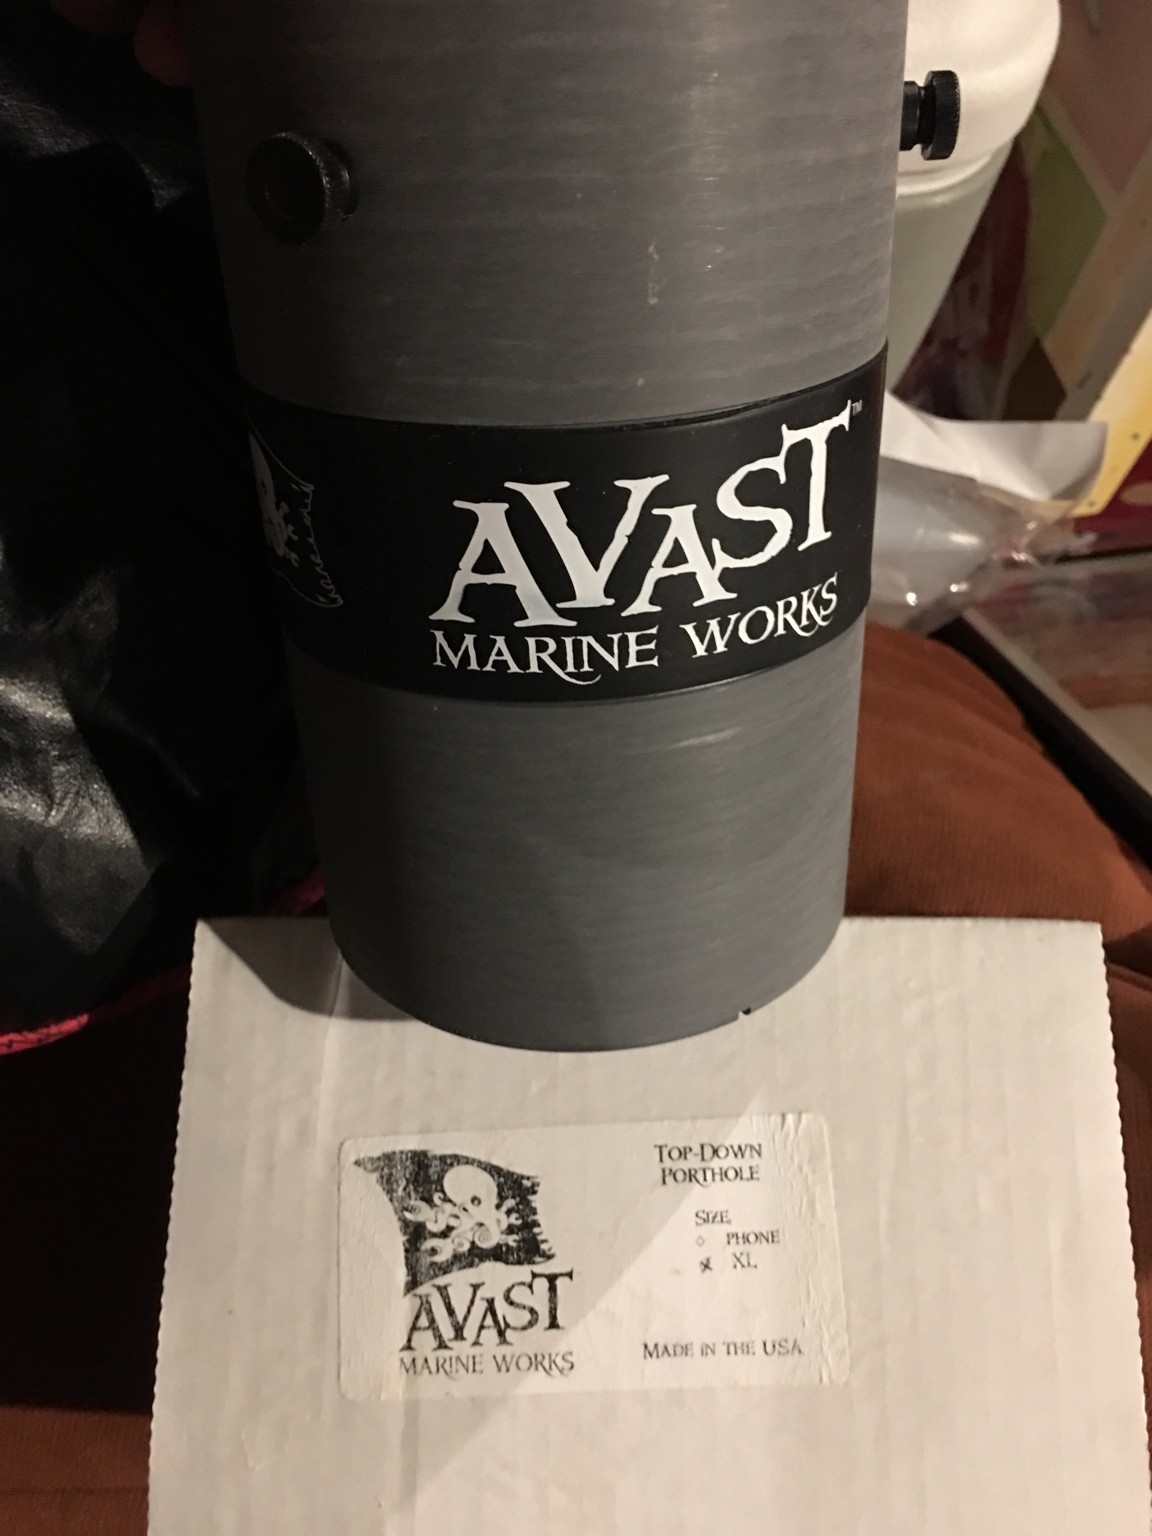 AVAST™
MARINE WORKS
TOP-DOWN
PORTHOLE
SIZE
PHONE
XL
AVAST
MARINE WORKS
MADE IN THE USA